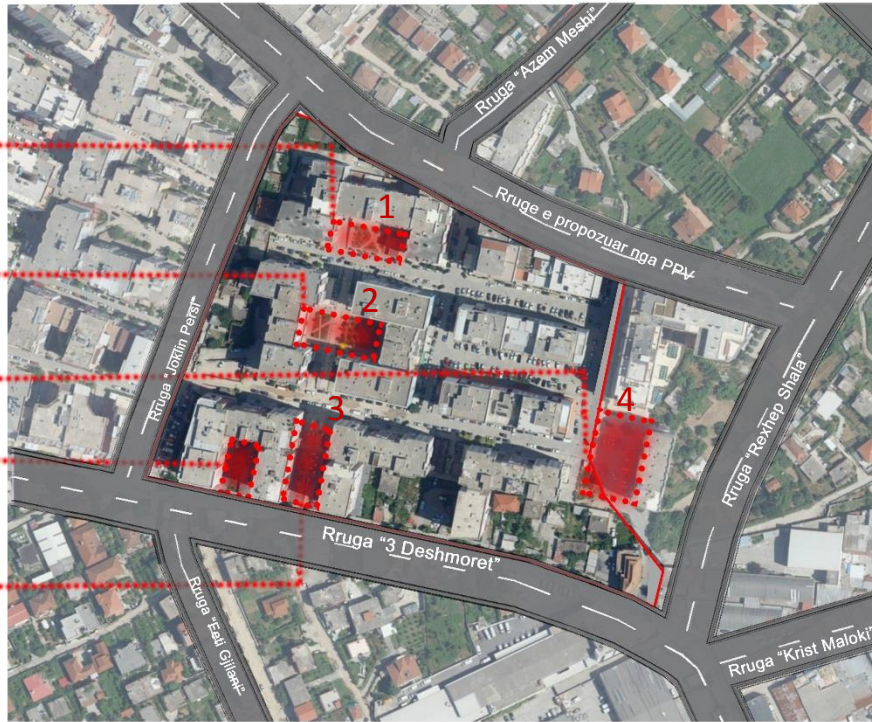 Rruga "Azem Meshi"
1
Rruge e propozuar nga PPV
2
Rruga "Joklin Persi"
3
4
Rruga "Rexhep Shala"
Rruga "3 Deshmoret"
Rruga "Feti Gjilani"
Rruga "Krist Maloki"